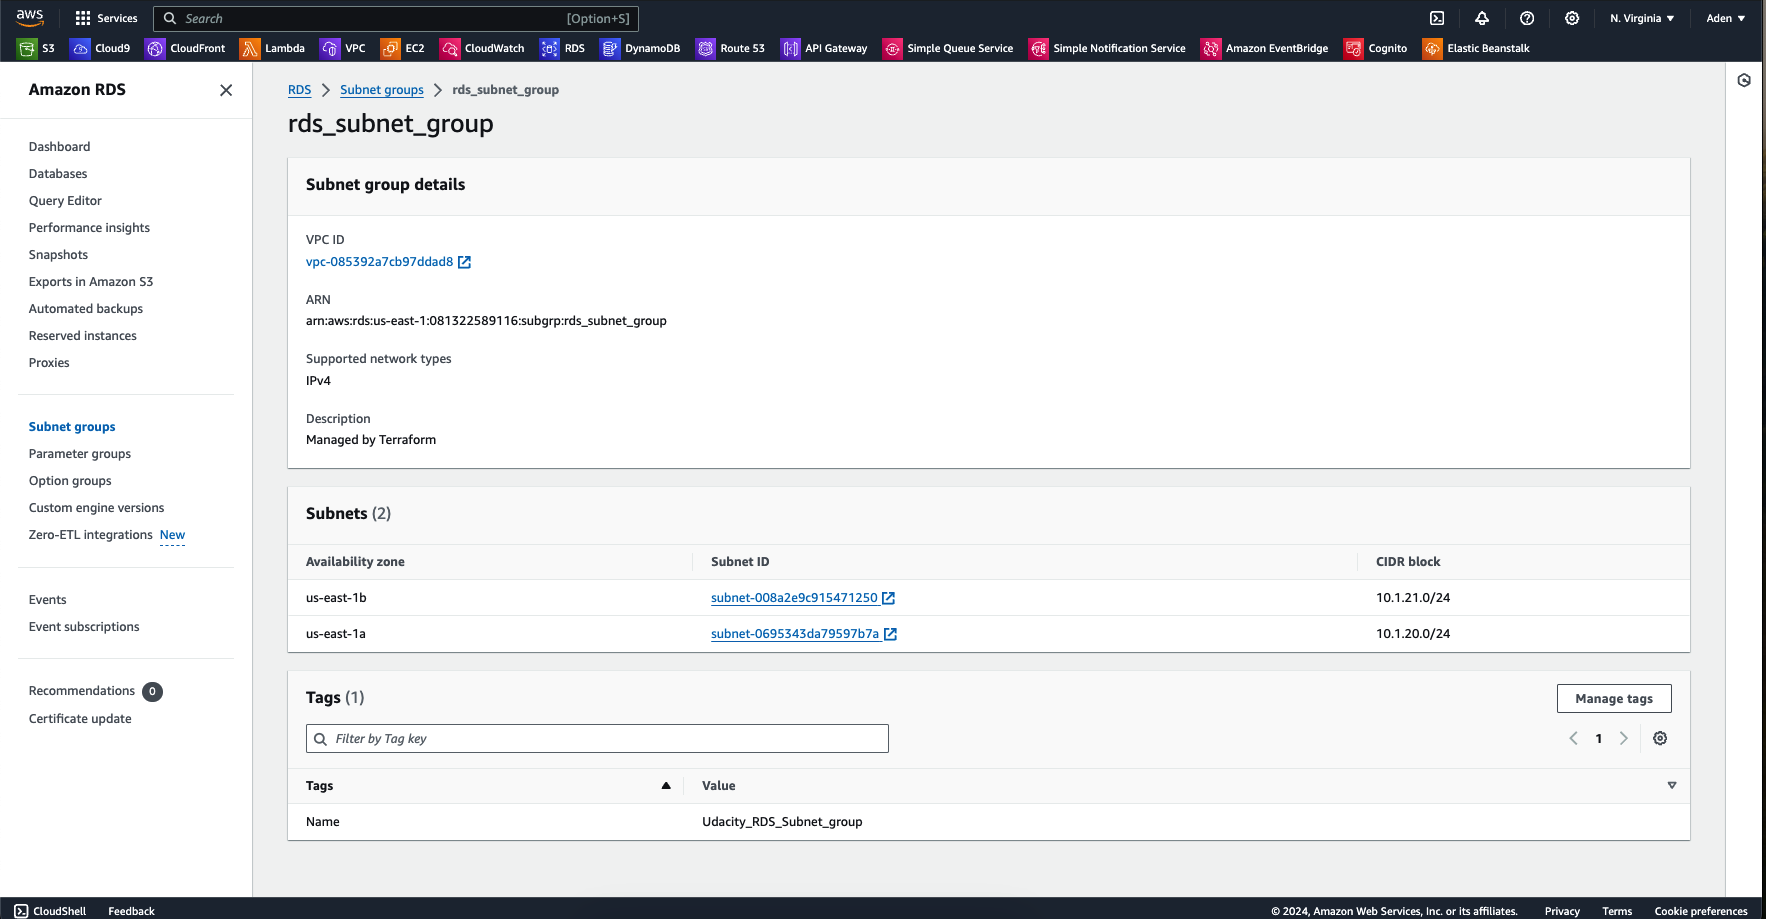 aws Services Search [Option+S] N. Virginia ▼ Aden ▼
S3 Cloud9 CloudFront Lambda VPC EC2 CloudWatch RDS DynamoDB Route 53 API Gateway Simple Queue Service Simple Notification Service Amazon EventBridge Cognito Elastic Beanstalk
Amazon RDS
Dashboard
Databases
Query Editor
Performance insights
Snapshots
Exports in Amazon S3
Automated backups
Reserved instances
Proxies
Subnet groups
Parameter groups
Option groups
Custom engine versions
Zero-ETL integrations New
Events
Event subscriptions
Recommendations 0
Certificate update
RDS > Subnet groups > rds_subnet_group
rds_subnet_group
Subnet group details
VPC ID
vpc-085392a7cb97ddad8
ARN
arn:aws:rds:us-east-1:081322589116:subgrp:rds_subnet_group
Supported network types
IPv4
Description
Managed by Terraform
Subnets (2)
Availability zone Subnet ID CIDR block
us-east-1b subnet-008a2e9c915471250 10.1.21.0/24
us-east-1a subnet-0695343da79597b7a 10.1.20.0/24
Tags (1) Manage tags
Filter by Tag key < 1 >
Tags Value
Name Udacity_RDS_Subnet_group
CloudShell Feedback © 2024, Amazon Web Services, Inc. or its affiliates. Privacy Terms Cookie preferences